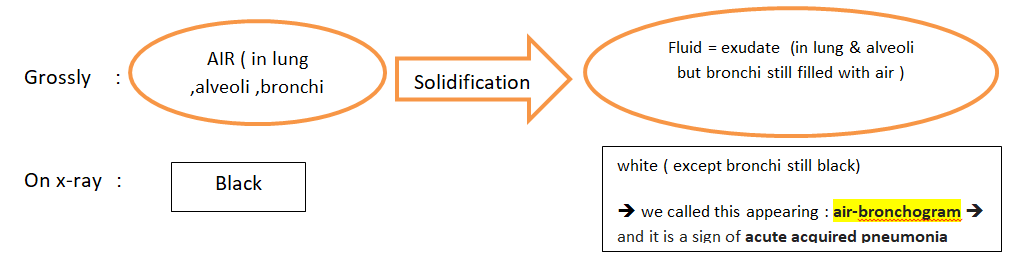 Grossly :
AIR ( in lung
,alveoli ,bronchi
Solidification
Fluid = exudate (in lung & alveoli
but bronchi still filled with air )
On x-ray :
Black
white ( except bronchi still black)
➔ we called this appearing : air-bronchogram ➔
and it is a sign of acute acquired pneumonia